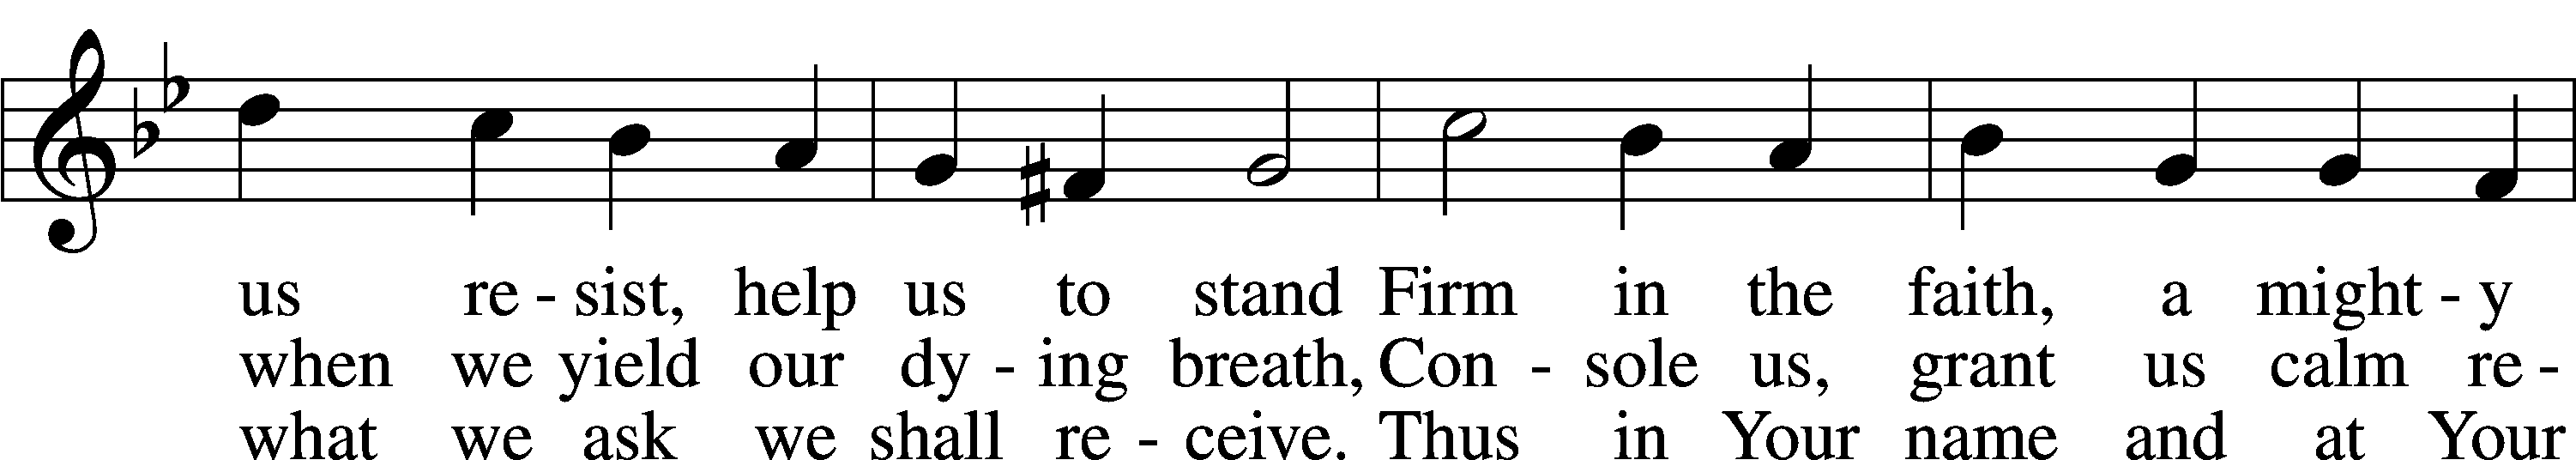 us re - sist, help us to stand Firm in the faith, a might - y
when we yield our dy - ing breath, Con - sole us, grant us calm re -
what we ask we shall re - ceive. Thus in Your name and at Your